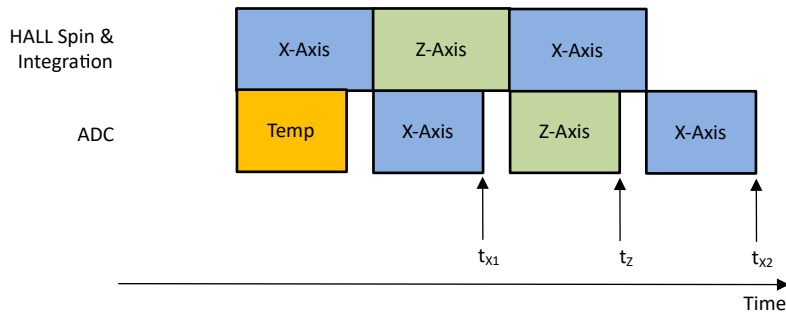 HALL Spin &
Integration
X-Axis
Z-Axis
X-Axis
ADC
Temp
X-Axis
Z-Axis
X-Axis
tX1
tZ
tX2
Time